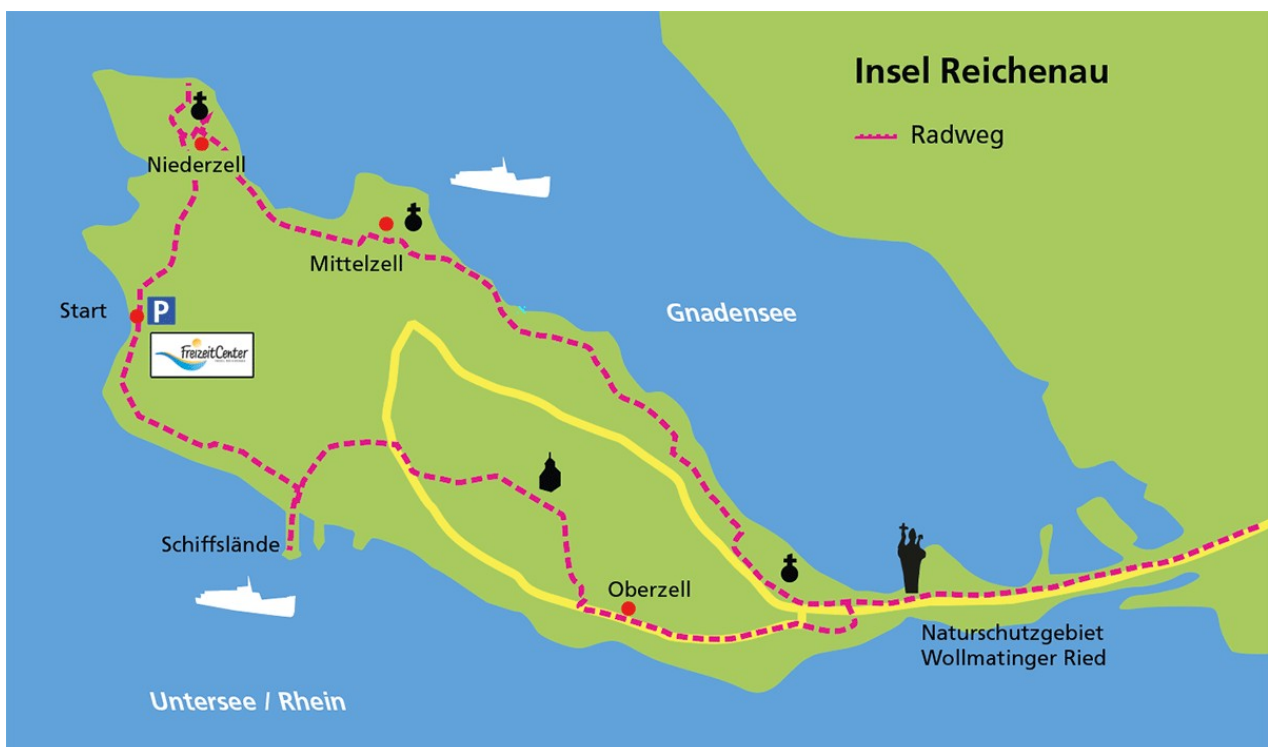 Insel Reichenau
Radweg
Niederzell
Mittelzell
Start
P
FreizeitCenter
Gnadensee
Schiffslände
Oberzell
Naturschutzgebiet
Wollmatinger Ried
Untersee / Rhein